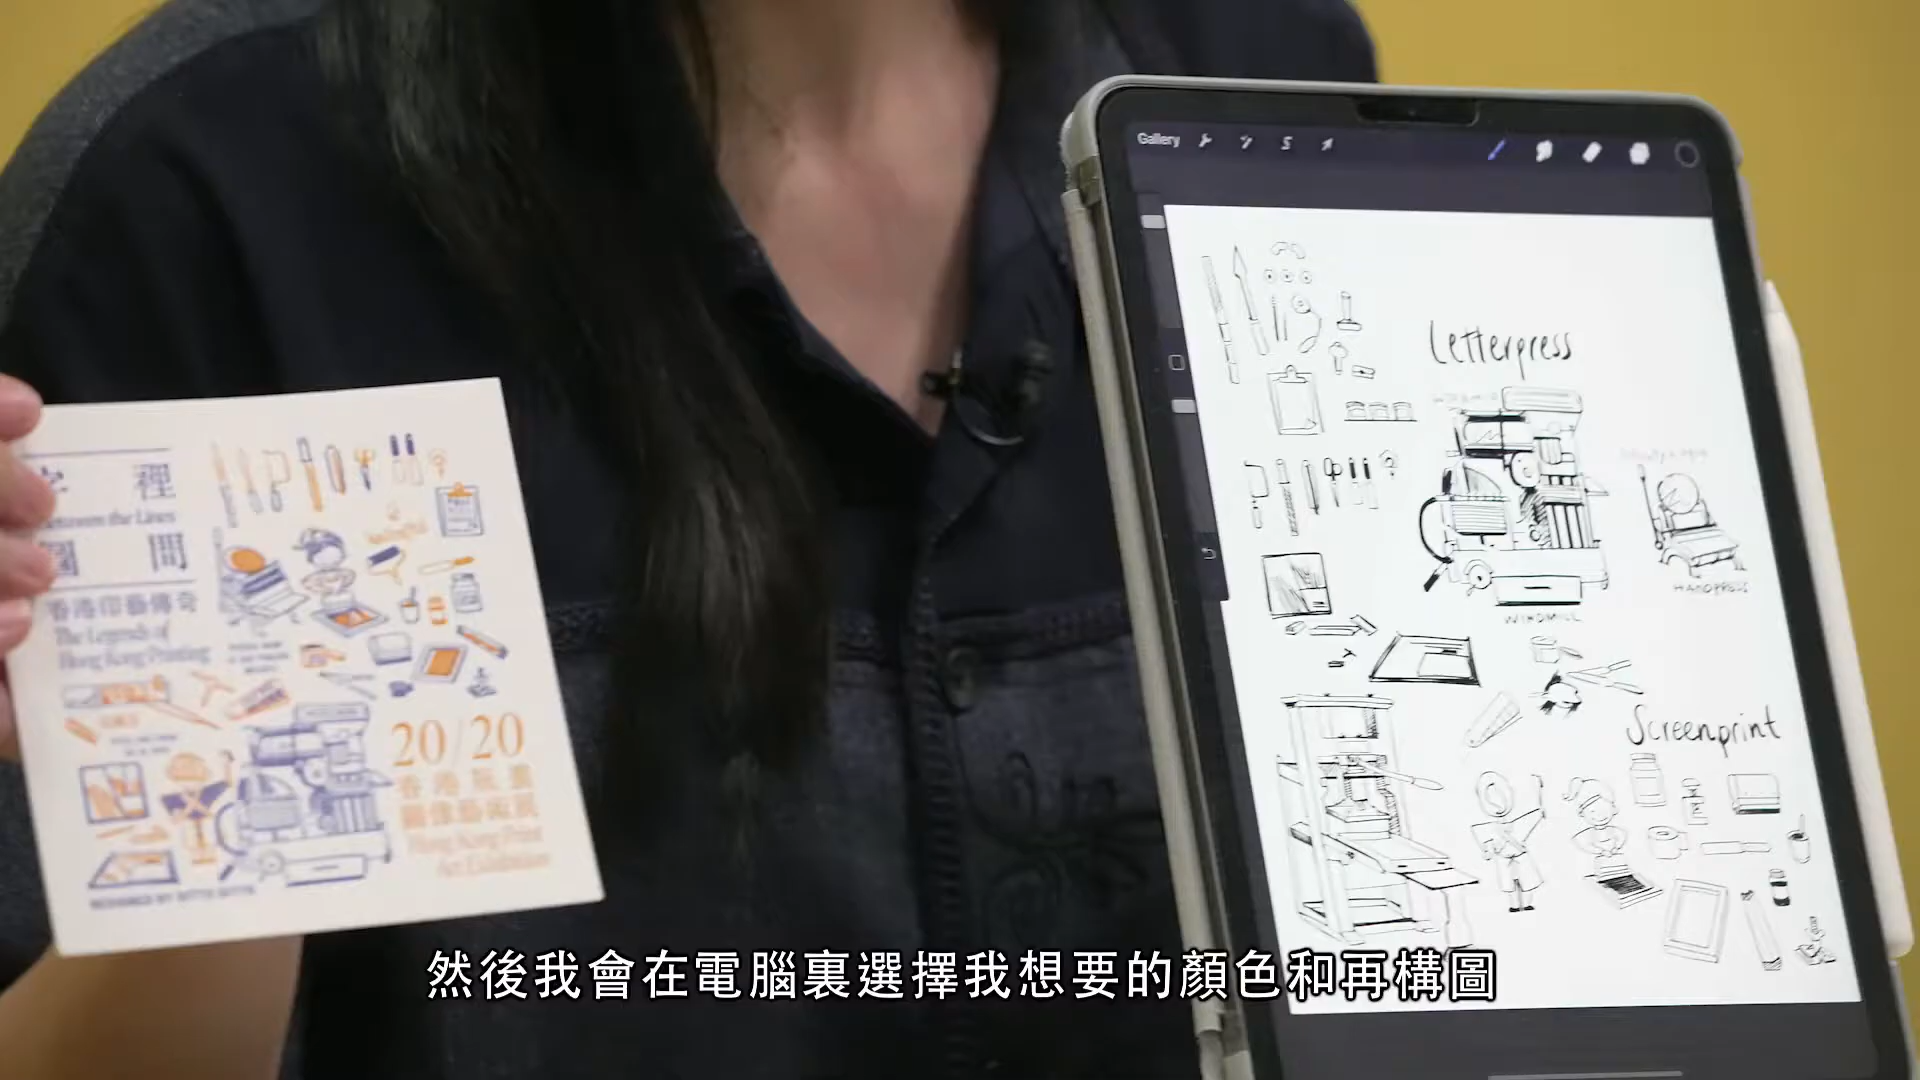 字裡
Between the Lines
圖間
香港印藝傳奇
The Legends of
Hong Kong Printing
20/20
香港版畫
圖像藝術展
Hong Kong Print
Art Exhibition
Gallery
Letterpress
HANDPRESS
WINDMILL
Screenprint
然後我會在電腦裏選擇我想要的顏色和再構圖